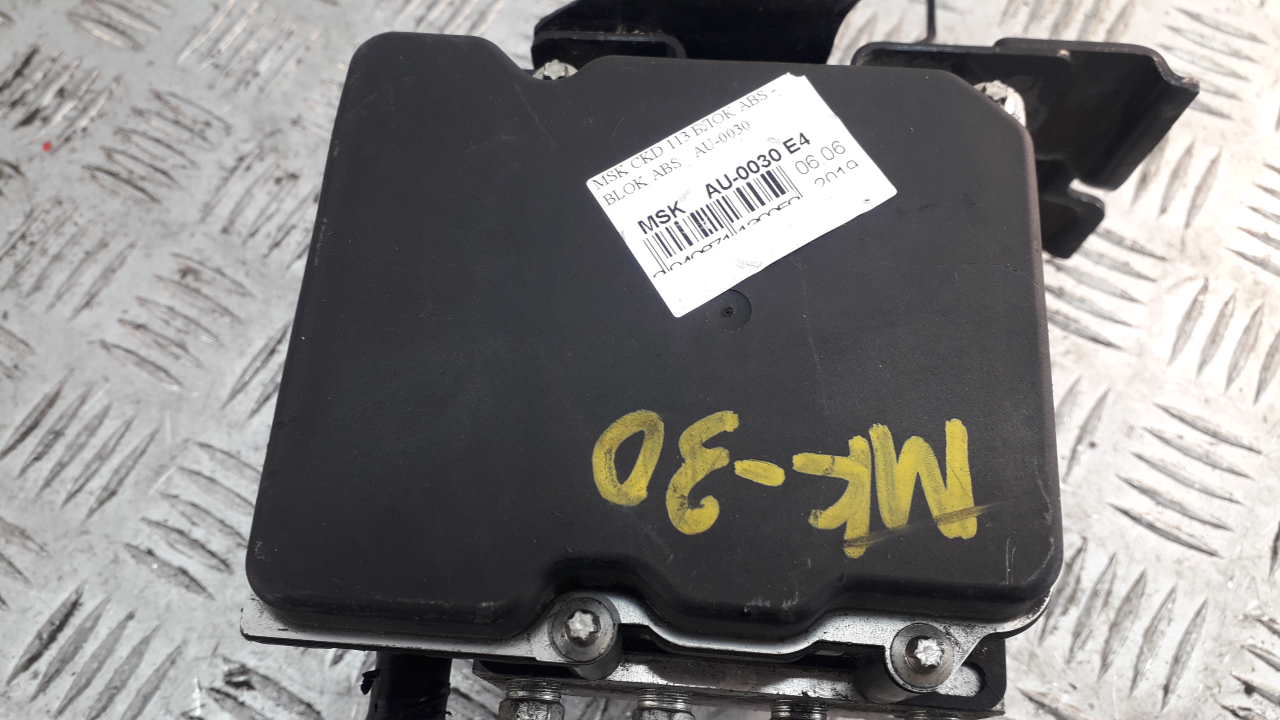 MSK CKD 113 БЛОК ABS -
BLOK ABS AU-0030
MSK AU-0030 E4
06 06
2019
MK-30